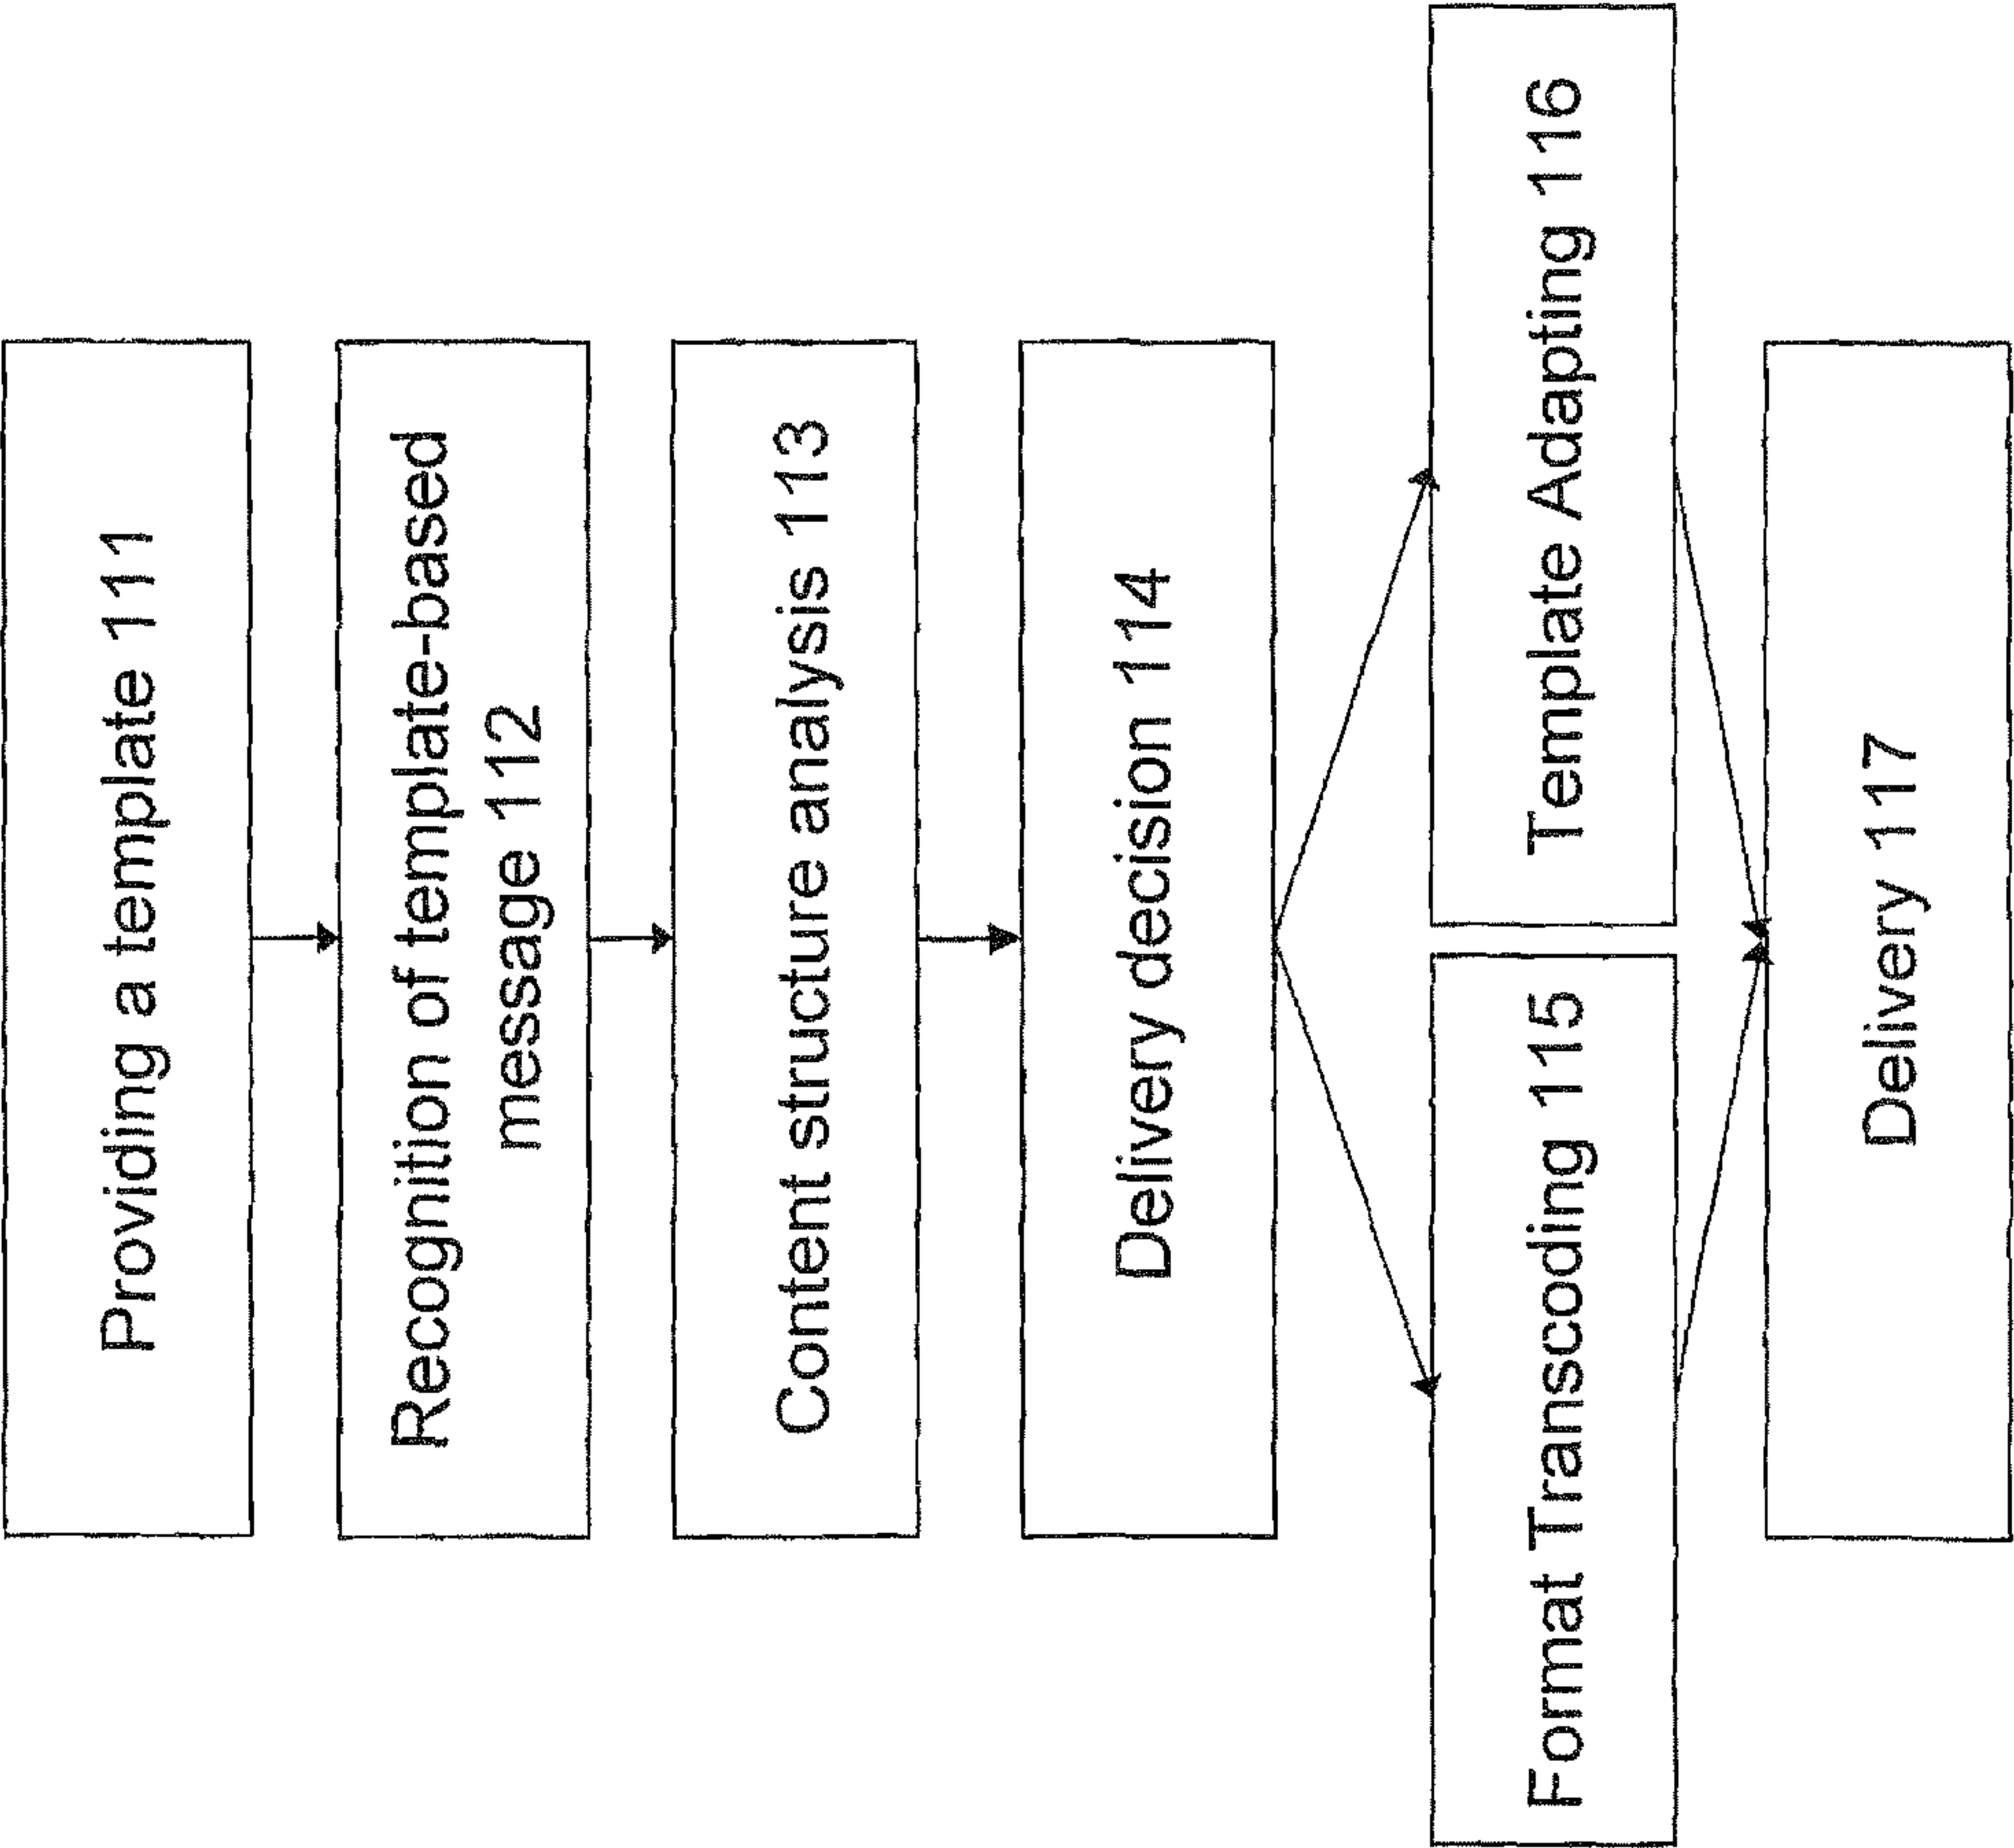 Providing a template 111
Recognition of template-based
message 112
Content structure analysis 113
Delivery decision 114
Format Transcoding 115
Template Adapting 116
Delivery 117